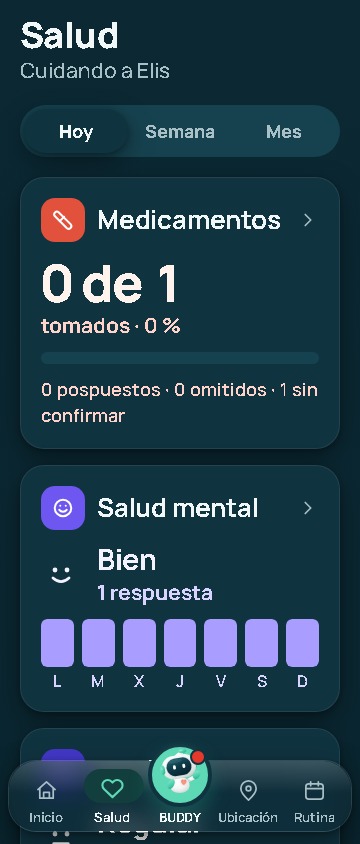 Salud
Cuidando a Elis
Hoy Semana Mes
Medicamentos
0 de 1
tomados · 0 %
0 pospuestos · 0 omitidos · 1 sin
confirmar
Salud mental
Bien
1 respuesta
L M X J V S D
Inicio Salud BUDDY Ubicación Rutina
Regular